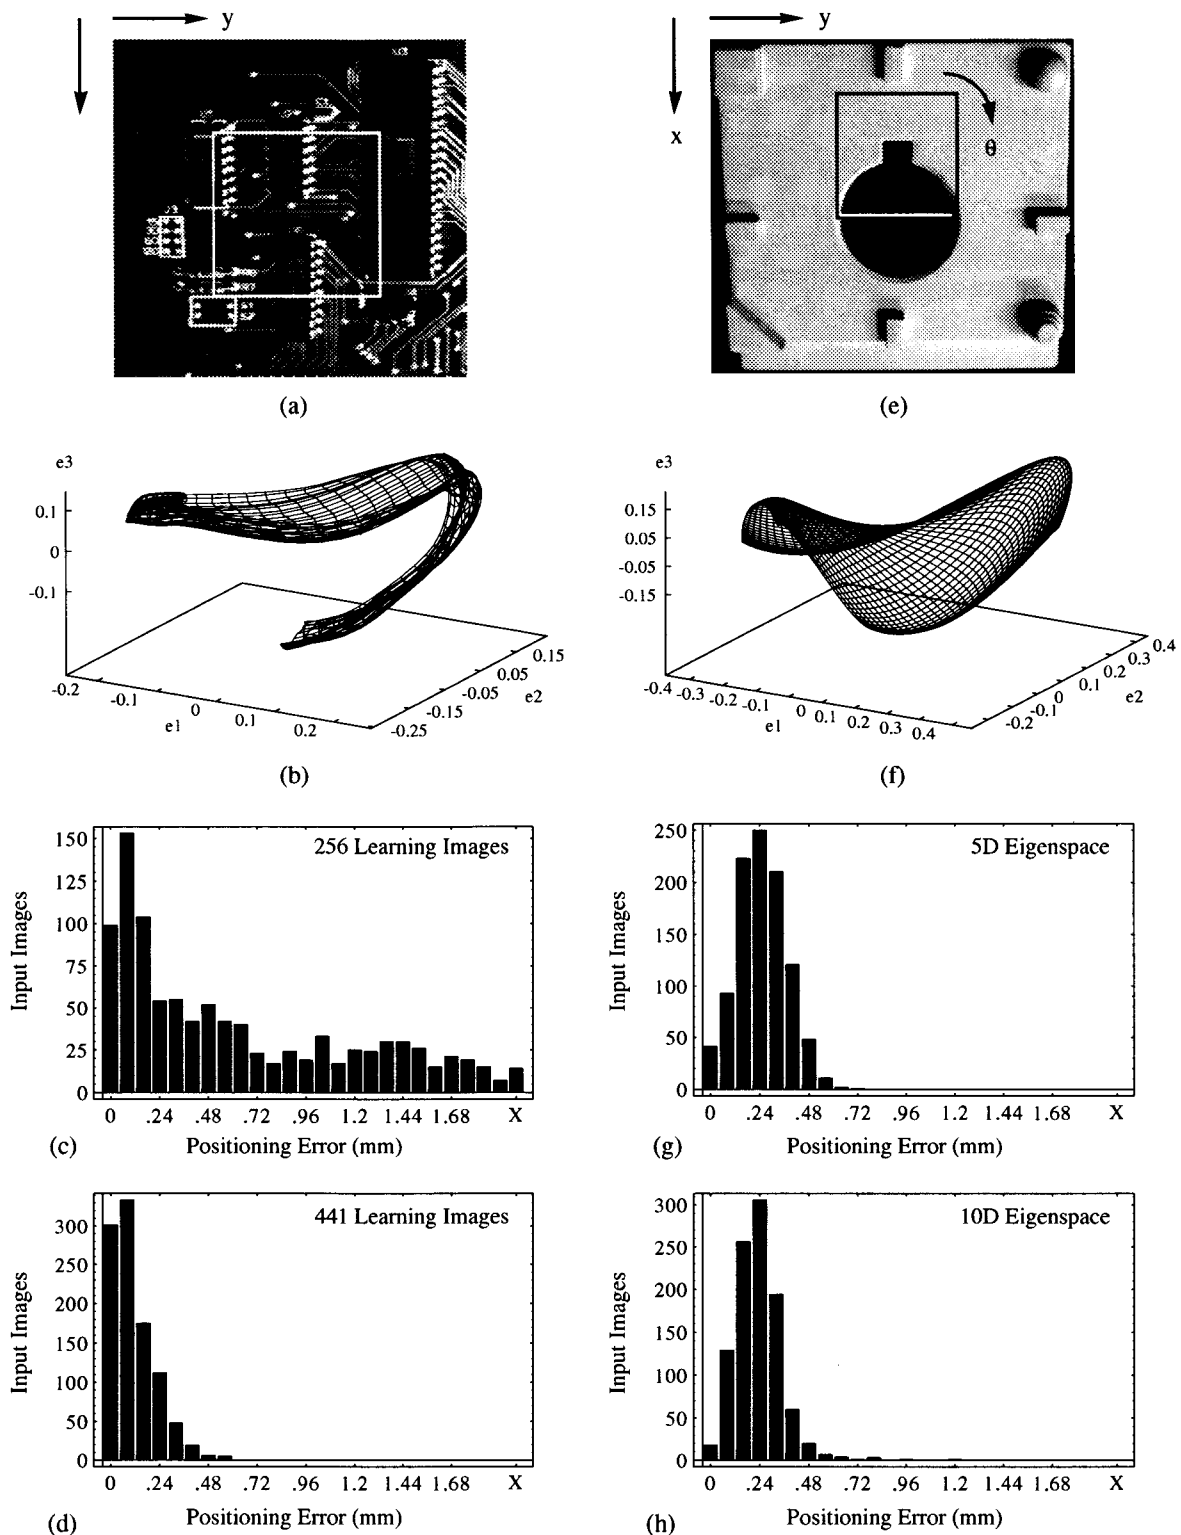 y
(a)
x
y
θ
(e)
e3
0.1
0
-0.1
-0.2
-0.1
0
0.1
0.2
e1
-0.25
-0.15
-0.05
0.05
0.15
e2
(b)
e3
0.15
0.05
-0.05
-0.15
-0.4 -0.3 -0.2 -0.1 0 0.1 0.2 0.3 0.4
e1
-0.2 -0.1 0 0.1 0.2 0.3 0.4
e2
(f)
256 Learning Images
Input Images
150
125
100
75
50
25
0
0 .24 .48 .72 .96 1.2 1.44 1.68 X
(c) Positioning Error (mm)
5D Eigenspace
Input Images
250
200
150
100
50
0
0 .24 .48 .72 .96 1.2 1.44 1.68 X
(g) Positioning Error (mm)
441 Learning Images
Input Images
300
250
200
150
100
50
0
0 .24 .48 .72 .96 1.2 1.44 1.68 X
(d) Positioning Error (mm)
10D Eigenspace
Input Images
300
250
200
150
100
50
0
0 .24 .48 .72 .96 1.2 1.44 1.68 X
(h) Positioning Error (mm)